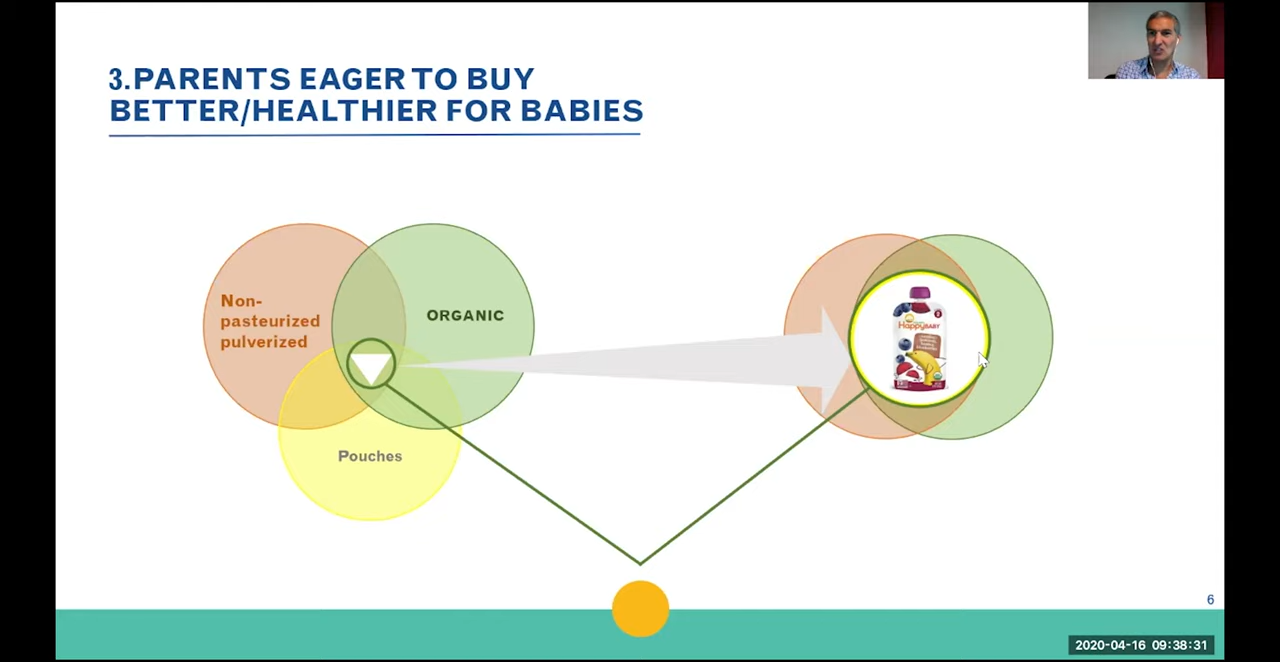 3.PARENTS EAGER TO BUY
BETTER/HEALTHIER FOR BABIES
Non-
pasteurized
pulverized
ORGANIC
Pouches
HappyBABY
6
2020-04-16 09:38:31